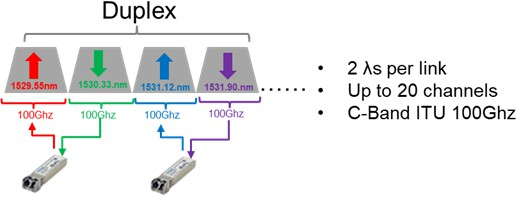 Duplex
1529.55nm 1530.33.nm 1531.12.nm 1531.90.nm
100Ghz 100Ghz 100Ghz 100Ghz
• 2 λs per link
• Up to 20 channels
• C-Band ITU 100Ghz